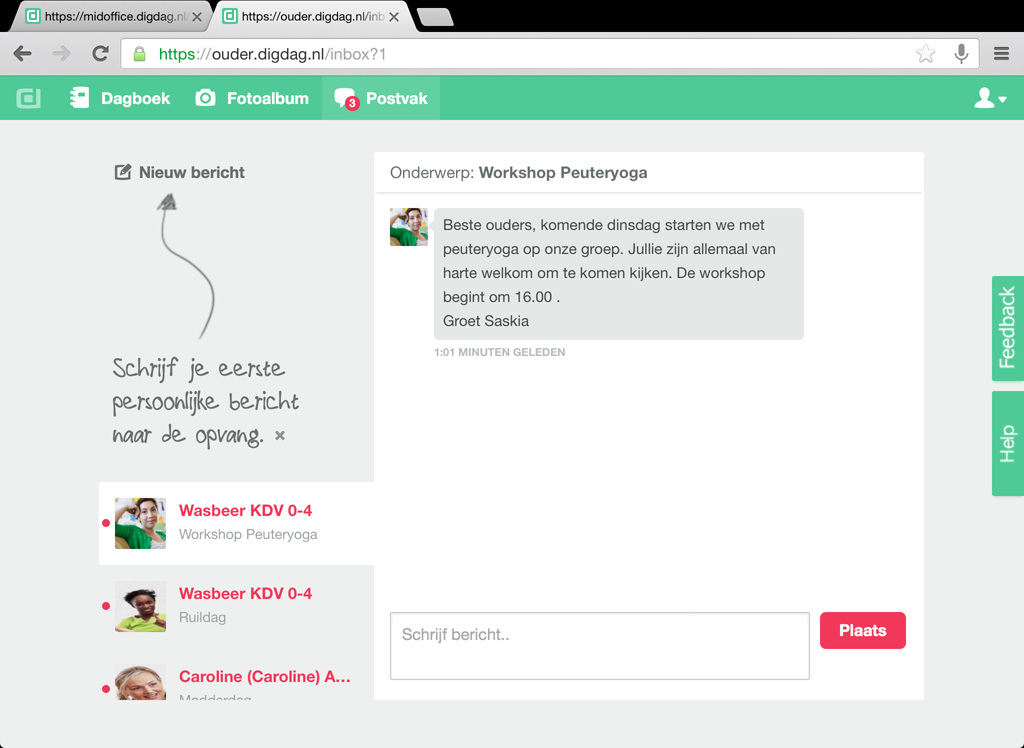 https://midoffice.digdag.nl
https://ouder.digdag.nl/inb
https://ouder.digdag.nl/inbox?1
Dagboek
Fotoalbum
3
Postvak
Nieuw bericht
Schrijf je eerste
persoonlijke bericht
naar de opvang. ×
Wasbeer KDV 0-4
Workshop Peuteryoga
Wasbeer KDV 0-4
Ruildag
Caroline (Caroline) A...
Modderdag
Onderwerp: Workshop Peuteryoga
Beste ouders, komende dinsdag starten we met
peuteryoga op onze groep. Jullie zijn allemaal van
harte welkom om te komen kijken. De workshop
begint om 16.00 .
Groet Saskia
1:01 MINUTEN GELEDEN
Schrijf bericht..
Plaats
Feedback
Help